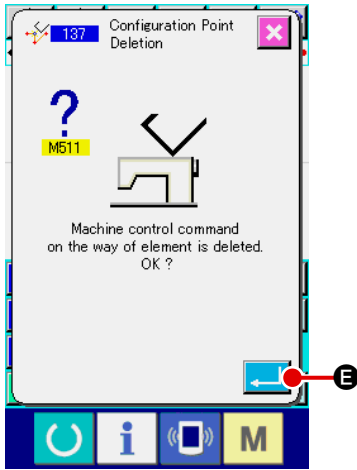 137 Configuration Point
Deletion
?
M511
Machine control command
on the way of element is deleted.
OK ?
E
i
M